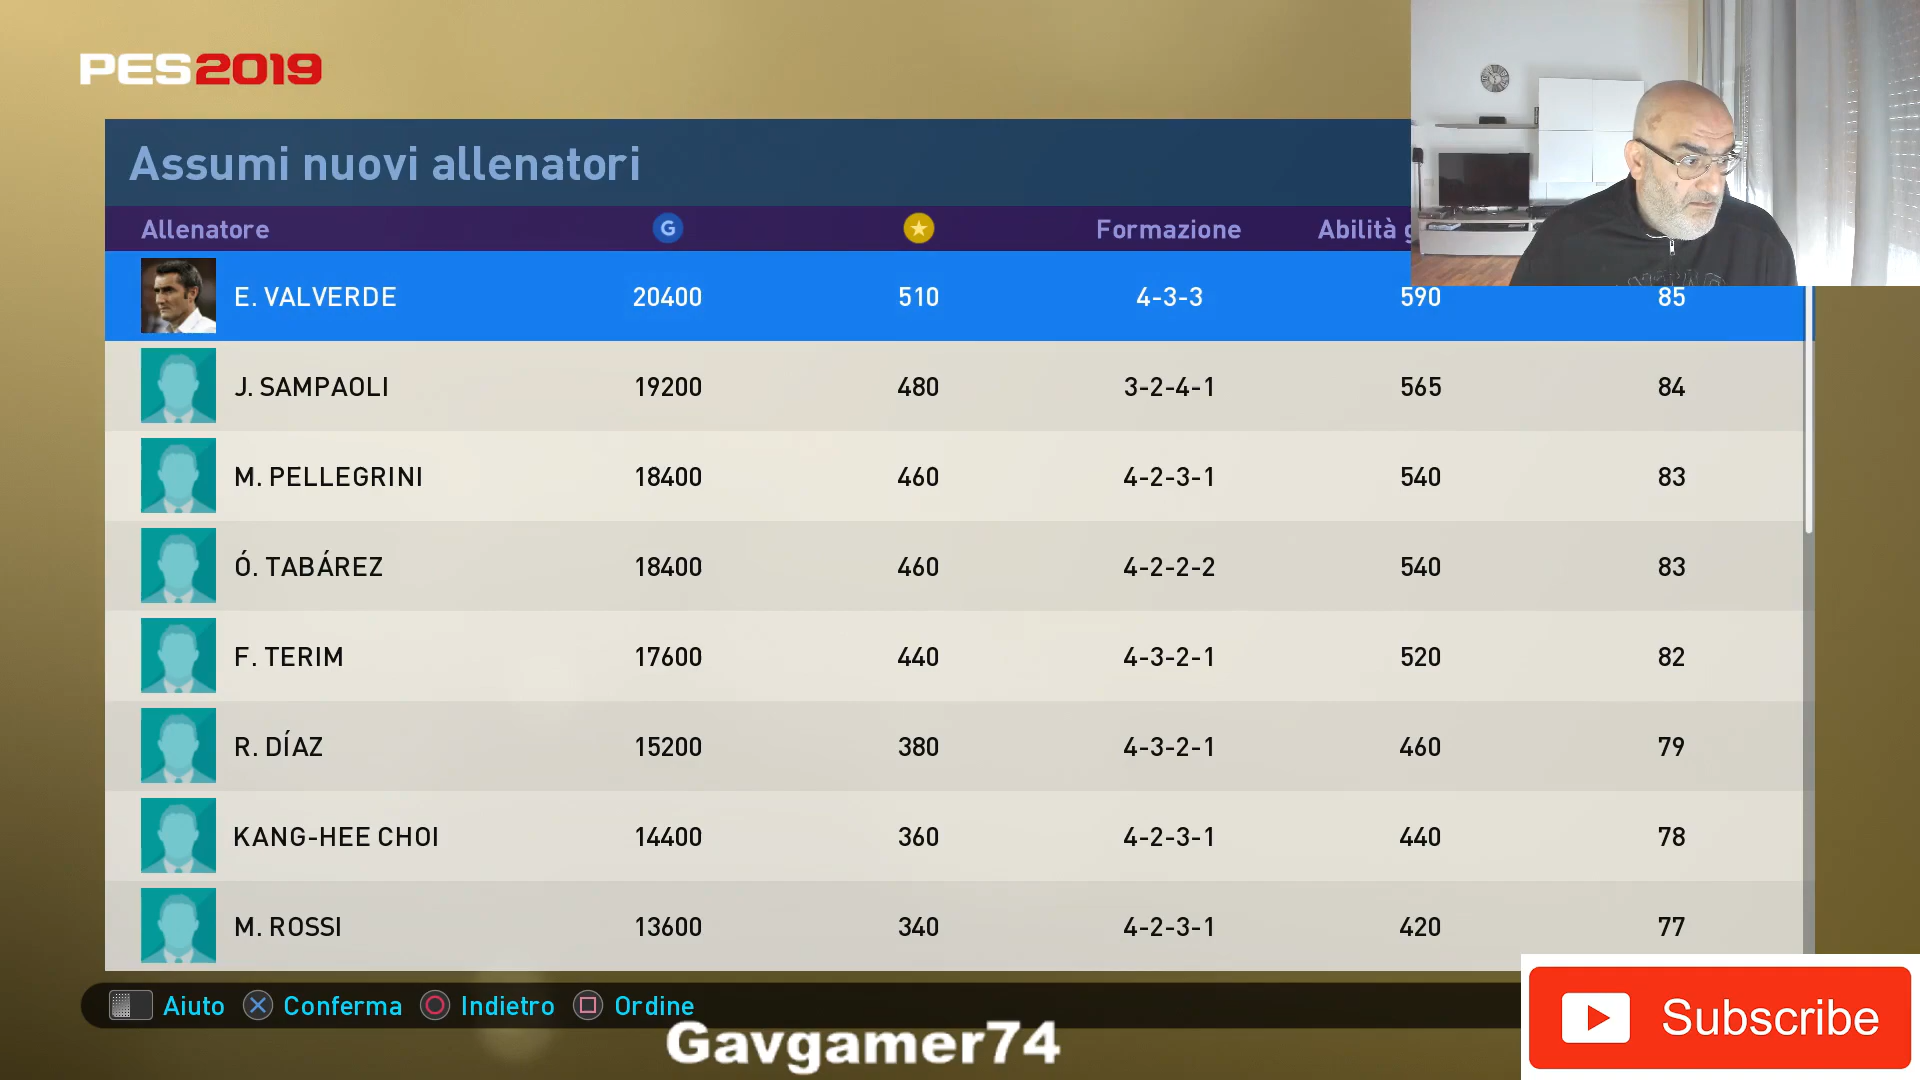 PES2019
Assumi nuovi allenatori
Allenatore G Formazione Abilità
E. VALVERDE 20400 510 4-3-3 590 85
J. SAMPAOLI 19200 480 3-2-4-1 565 84
M. PELLEGRINI 18400 460 4-2-3-1 540 83
Ó. TABÁREZ 18400 460 4-2-2-2 540 83
F. TERIM 17600 440 4-3-2-1 520 82
R. DÍAZ 15200 380 4-3-2-1 460 79
KANG-HEE CHOI 14400 360 4-2-3-1 440 78
M. ROSSI 13600 340 4-2-3-1 420 77
Aiuto Conferma Indietro Ordine
Gavgamer74
Subscribe